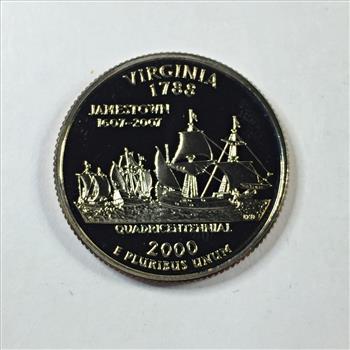 VIRGINIA
1788
JAMESTOWN
1607-2007
QUADRICENTENNIAL
2000
E PLURIBUS UNUM